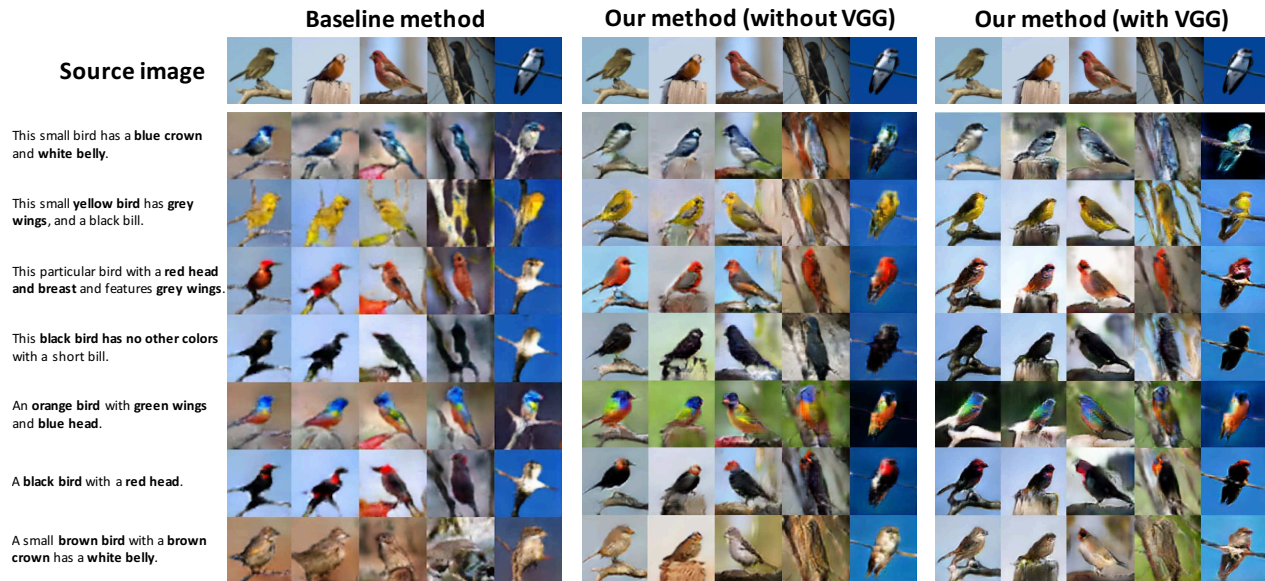 Baseline method
Our method (without VGG)
Our method (with VGG)
Source image
This small bird has a blue crown
and white belly.
This small yellow bird has grey
wings, and a black bill.
This particular bird with a red head
and breast and features grey wings.
This black bird has no other colors
with a short bill.
An orange bird with green wings
and blue head.
A black bird with a red head.
A small brown bird with a brown
crown has a white belly.